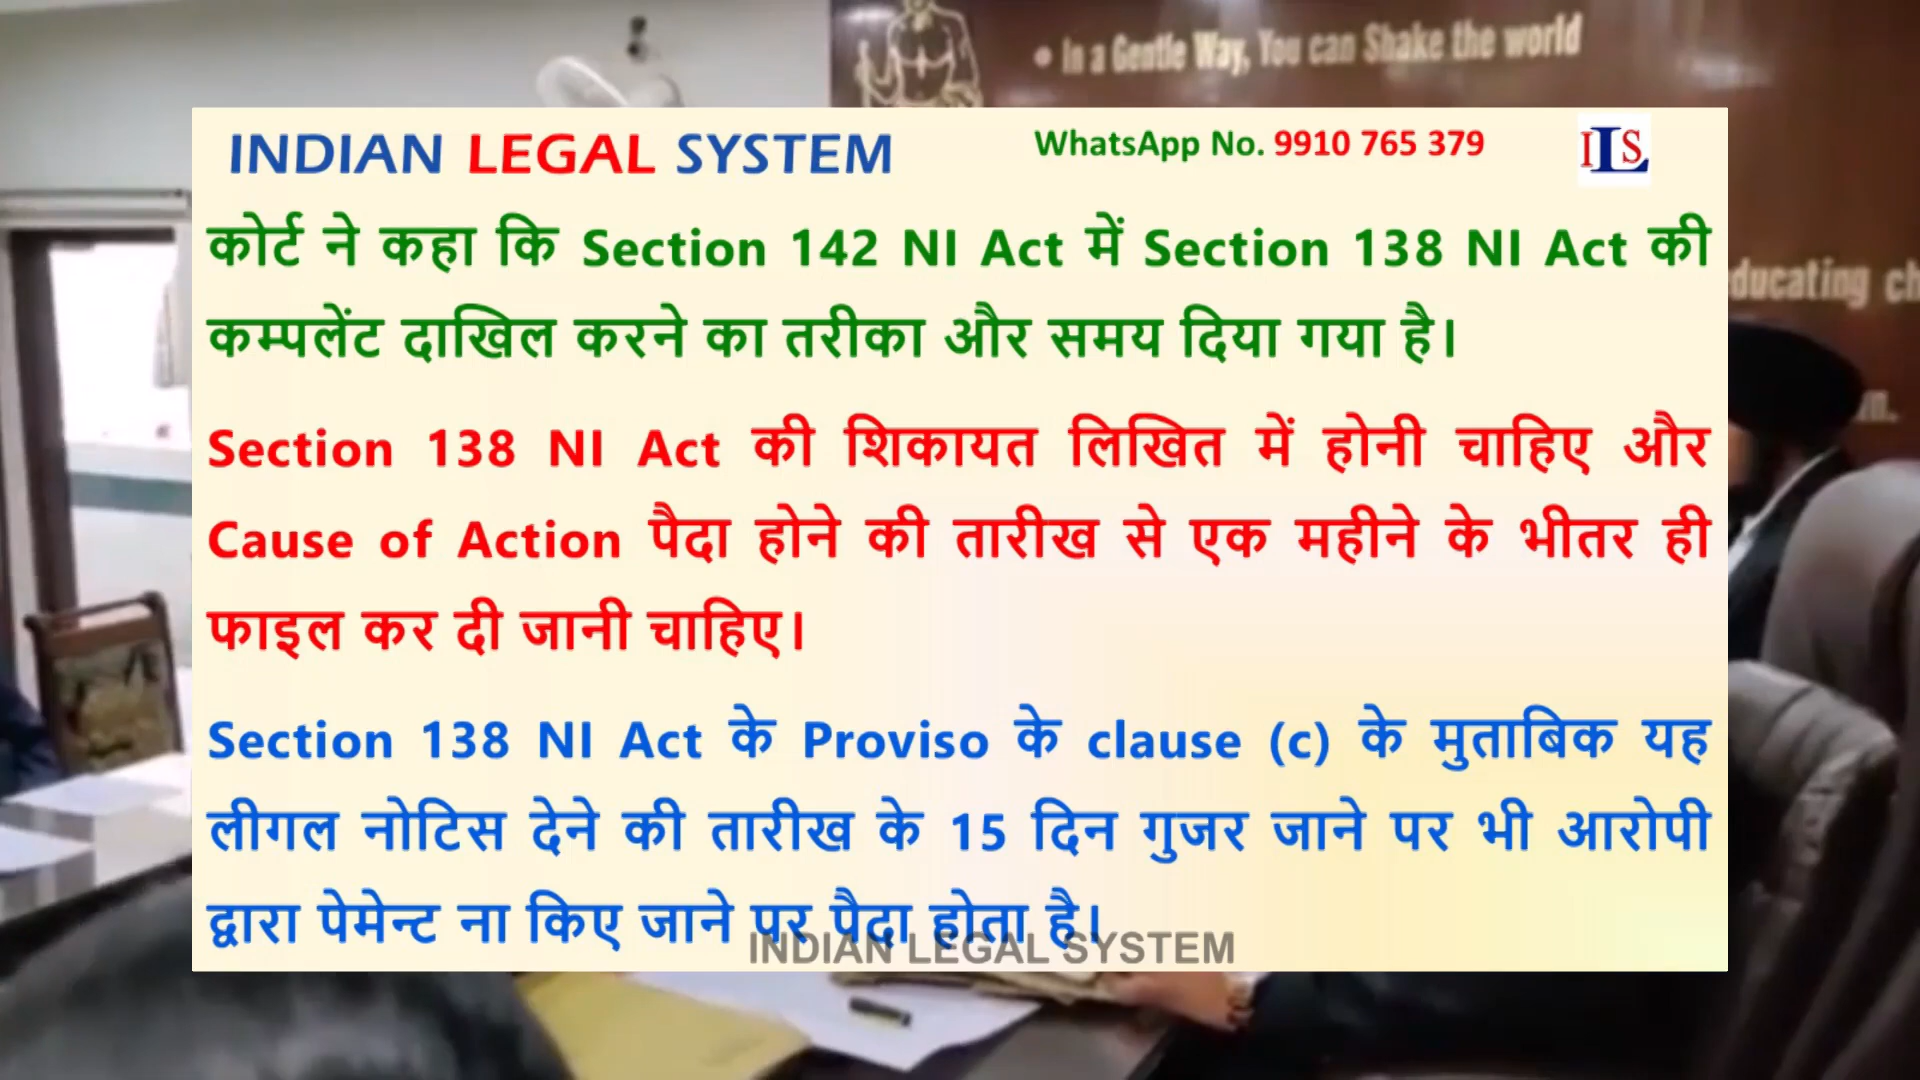 • In a Gentle Way, You can Shake the world
INDIAN LEGAL SYSTEM
WhatsApp No. 9910 765 379
ILS
कोर्ट ने कहा कि Section 142 NI Act में Section 138 NI Act की
कम्पलेंट दाखिल करने का तरीका और समय दिया गया है।
Section 138 NI Act की शिकायत लिखित में होनी चाहिए और
Cause of Action पैदा होने की तारीख से एक महीने के भीतर ही
फाइल कर दी जानी चाहिए।
Section 138 NI Act के Proviso के clause (c) के मुताबिक यह
लीगल नोटिस देने की तारीख के 15 दिन गुजर जाने पर भी आरोपी
द्वारा पेमेन्ट ना किए जाने पर पैदा होता है।
INDIAN LEGAL SYSTEM